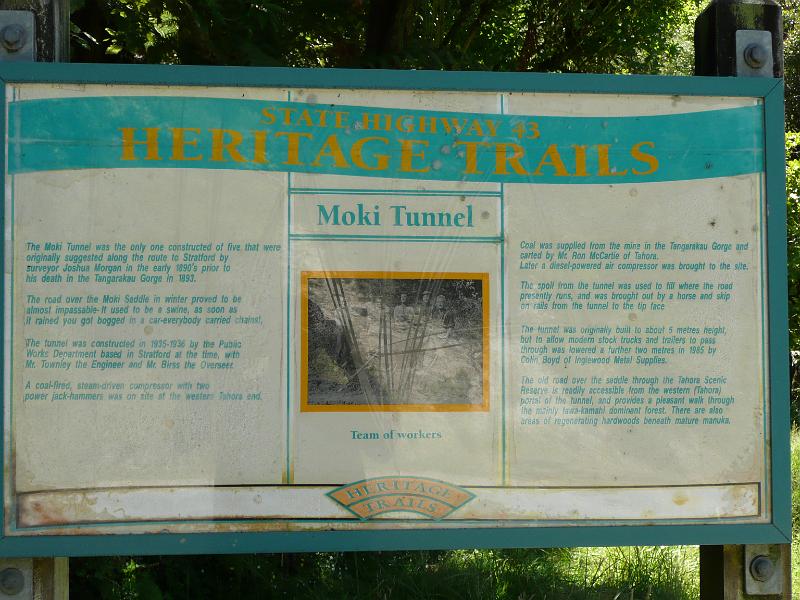 STATE HIGHWAY 43
HERITAGE TRAILS
Moki Tunnel
The Moki Tunnel was the only one constructed of five that were
originally suggested along the route to Stratford by
surveyor Joshua Morgan in the early 1890's prior to
his death in the Tangarakau Gorge in 1893.
The road over the Moki Saddle in winter proved to be
almost impassable-It used to be a swine, as soon as
it rained you got bogged in a car-everybody carried chains!,
The tunnel was constructed in 1935-1936 by the Public
Works Department based in Stratford at the time, with
Mr. Townley the Engineer and Mr. Birss the Overseer.
A coal-fired, steam-driven compressor with two
power jack-hammers was on site at the western Tahora end.
Team of workers
Coal was supplied from the mine in the Tangarakau Gorge and
carted by Mr. Ron McCartie of Tahora.
Later a diesel-powered air compressor was brought to the site.
The spoil from the tunnel was used to fill where the road
presently runs, and was brought out by a horse and skip
on rails from the tunnel to the tip face
The tunnel was originally built to about 5 metres height,
but to allow modern stock trucks and trailers to pass
through was lowered a further two metres in 1985 by
Colin Boyd of Inglewood Metal Supplies.
The old road over the saddle through the Tahora Scenic
Reserve is readily accessible from the western (Tahora)
portal of the tunnel, and provides a pleasant walk through
the mainly tawa-kamahi dominant forest. There are also
areas of regenerating hardwoods beneath mature manuka.
HERITAGE
TRAILS